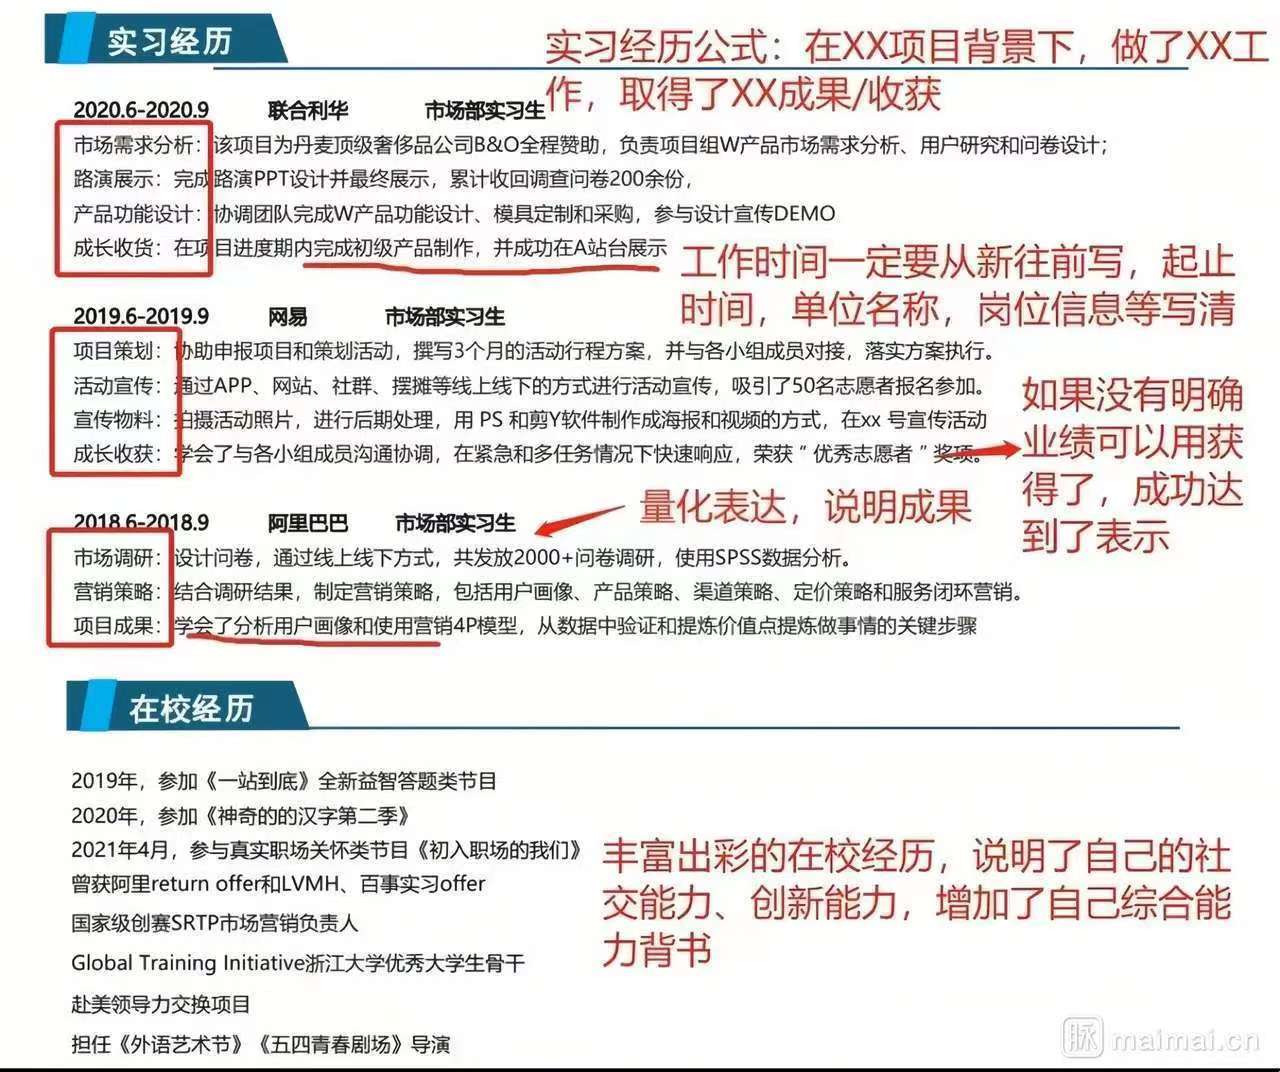 实习经历
实习经历公式：在XX项目背景下，做了XX工
作，取得了XX成果/收获
2020.6-2020.9 联合利华 市场部实习生
市场需求分析：该项目为丹麦顶级奢侈品公司B&O全程赞助，负责项目组W产品市场需求分析、用户研究和问卷设计；
路演展示：完成路演PPT设计并最终展示，累计收回调查问卷200余份，
产品功能设计：协调团队完成W产品功能设计、模具定制和采购，参与设计宣传DEMO
成长收货：在项目进度期内完成初级产品制作，并成功在A站台展示
工作时间一定要从新往前写，起止
时间，单位名称，岗位信息等写清
2019.6-2019.9 网易 市场部实习生
项目策划：协助申报项目和策划活动，撰写3个月的活动行程方案，并与各小组成员对接，落实方案执行。
活动宣传：通过APP、网站、社群、摆摊等线上线下的方式进行活动宣传，吸引了50名志愿者报名参加。
宣传物料：拍摄活动照片，进行后期处理，用 PS 和剪Y软件制作成海报和视频的方式，在xx 号宣传活动
成长收获：学会了与各小组成员沟通协调，在紧急和多任务情况下快速响应，荣获"优秀志愿者"奖项。
如果没有明确
业绩可以用获
得了，成功达
到了表示
量化表达，说明成果
2018.6-2018.9 阿里巴巴 市场部实习生
市场调研：设计问卷，通过线上线下方式，共发放2000+问卷调研，使用SPSS数据分析。
营销策略：结合调研结果，制定营销策略，包括用户画像、产品策略、渠道策略、定价策略和服务闭环营销。
项目成果：学会了分析用户画像和使用营销4P模型，从数据中验证和提炼价值点提炼做事情的关键步骤
在校经历
2019年，参加《一站到底》全新益智答题类节目
2020年，参加《神奇的的汉字第二季》
2021年4月，参与真实职场关怀类节目《初入职场的我们》
曾获阿里return offer和LVMH、百事实习offer
国家级创赛SRTP市场营销负责人
Global Training Initiative浙江大学优秀大学生骨干
赴美领导力交换项目
担任《外语艺术节》《五四青春剧场》导演
丰富出彩的在校经历，说明了自己的社
交能力、创新能力，增加了自己综合能
力背书
脉 maimai.cn